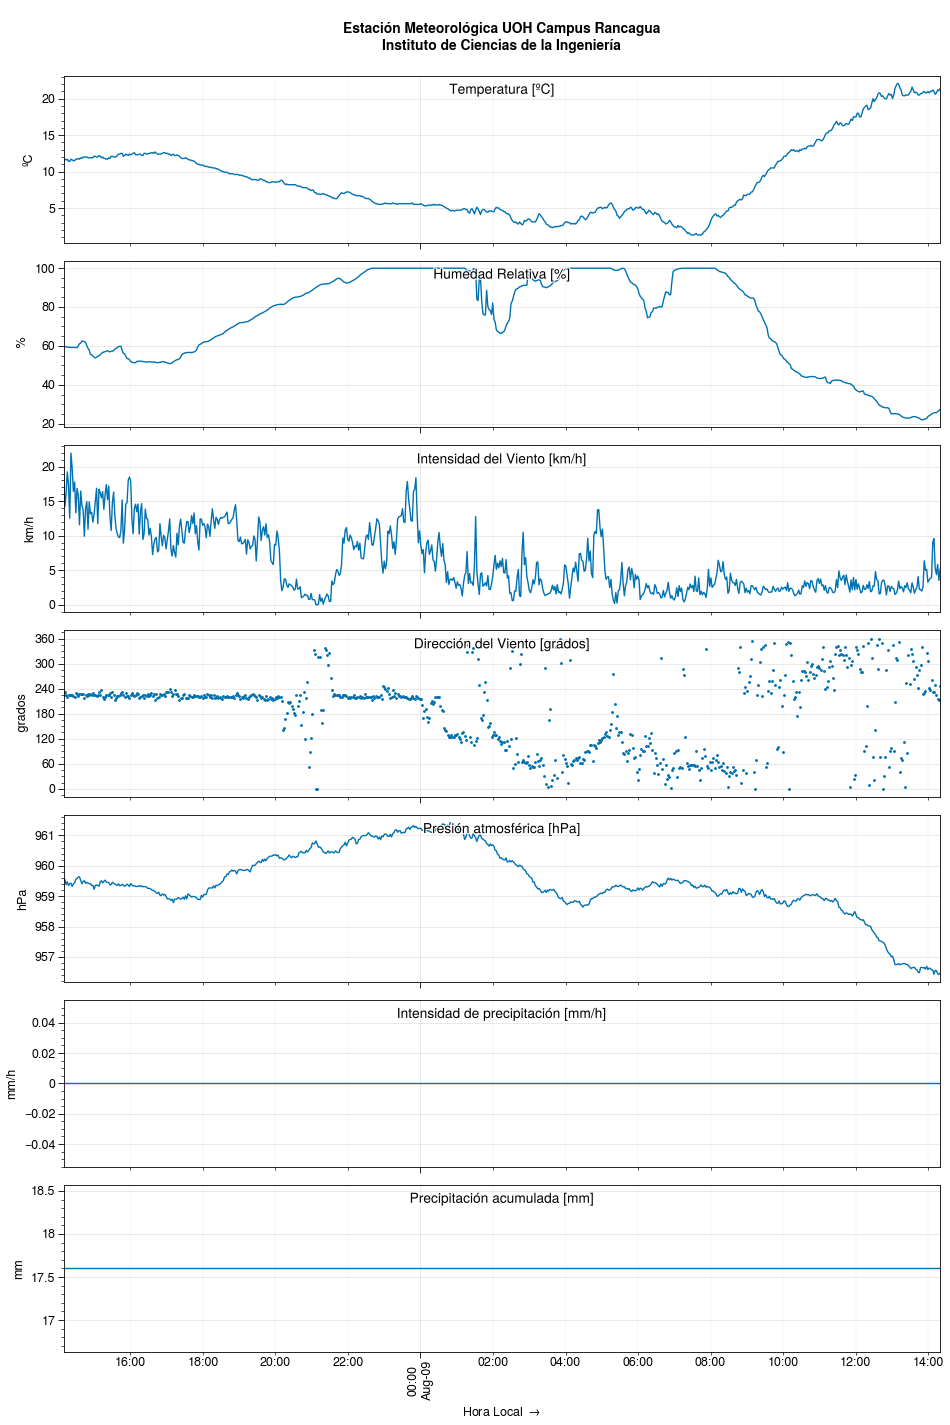 Estación Meteorológica UOH Campus Rancagua
Instituto de Ciencias de la Ingeniería
Temperatura [ºC]
ºC
20
15
10
5
Humedad Relativa [%]
%
100
80
60
40
20
Intensidad del Viento [km/h]
km/h
20
15
10
5
0
Dirección del Viento [grados]
grados
360
300
240
180
120
60
0
Presión atmosférica [hPa]
hPa
961
960
959
958
957
Intensidad de precipitación [mm/h]
mm/h
0.04
0.02
0
−0.02
−0.04
Precipitación acumulada [mm]
mm
18.5
18
17.5
17
16:00
18:00
20:00
22:00
00:00
Aug-09
02:00
04:00
06:00
08:00
10:00
12:00
14:00
Hora Local →